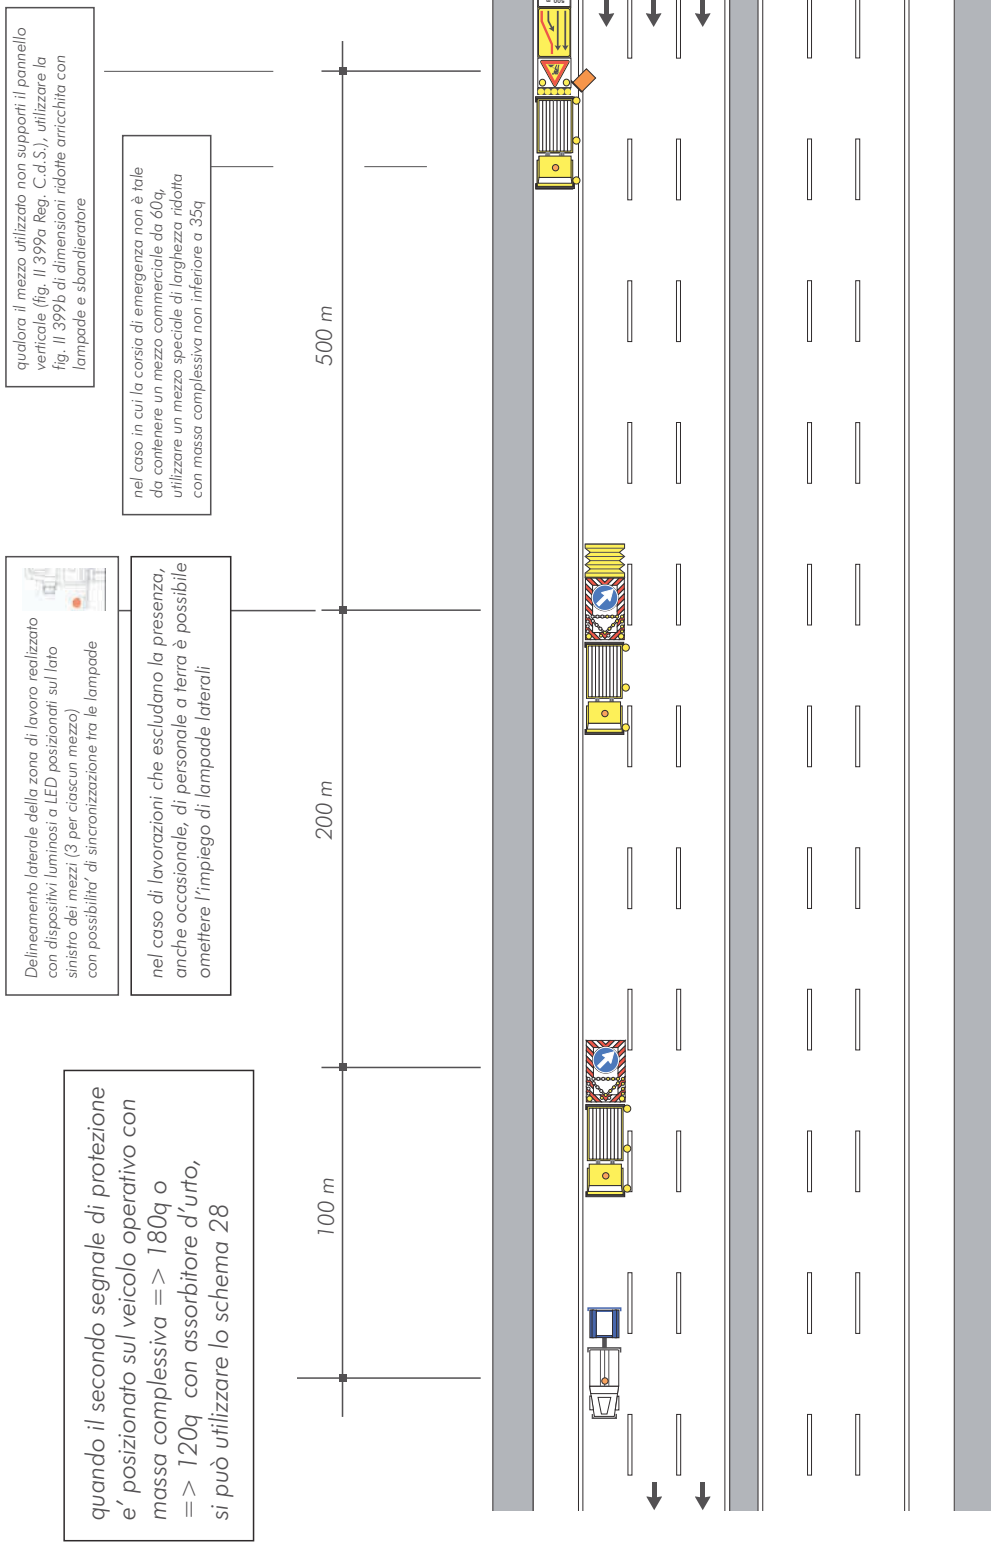 qualora il mezzo utilizzato non supporti il pannello
verticale (fig. II 399a Reg. C.d.S.), utilizzare la
fig. II 399b di dimensioni ridotte arricchita con
lampade e sbandieratore
nel caso in cui la corsia di emergenza non è tale
da contenere un mezzo commerciale da 60q,
utilizzare un mezzo speciale di larghezza ridotta
con massa complessiva non inferiore a 35q
Delineamento laterale della zona di lavoro realizzato
con dispositivi luminosi a LED posizionati sul lato
sinistro dei mezzi (3 per ciascun mezzo)
con possibilita' di sincronizzazione tra le lampade
nel caso di lavorazioni che escludano la presenza,
anche occasionale, di personale a terra è possibile
omettere l'impiego di lampade laterali
quando il secondo segnale di protezione
e' posizionato sul veicolo operativo con
massa complessiva => 180q o
=> 120q con assorbitore d'urto,
si può utilizzare lo schema 28
500 m
200 m
100 m